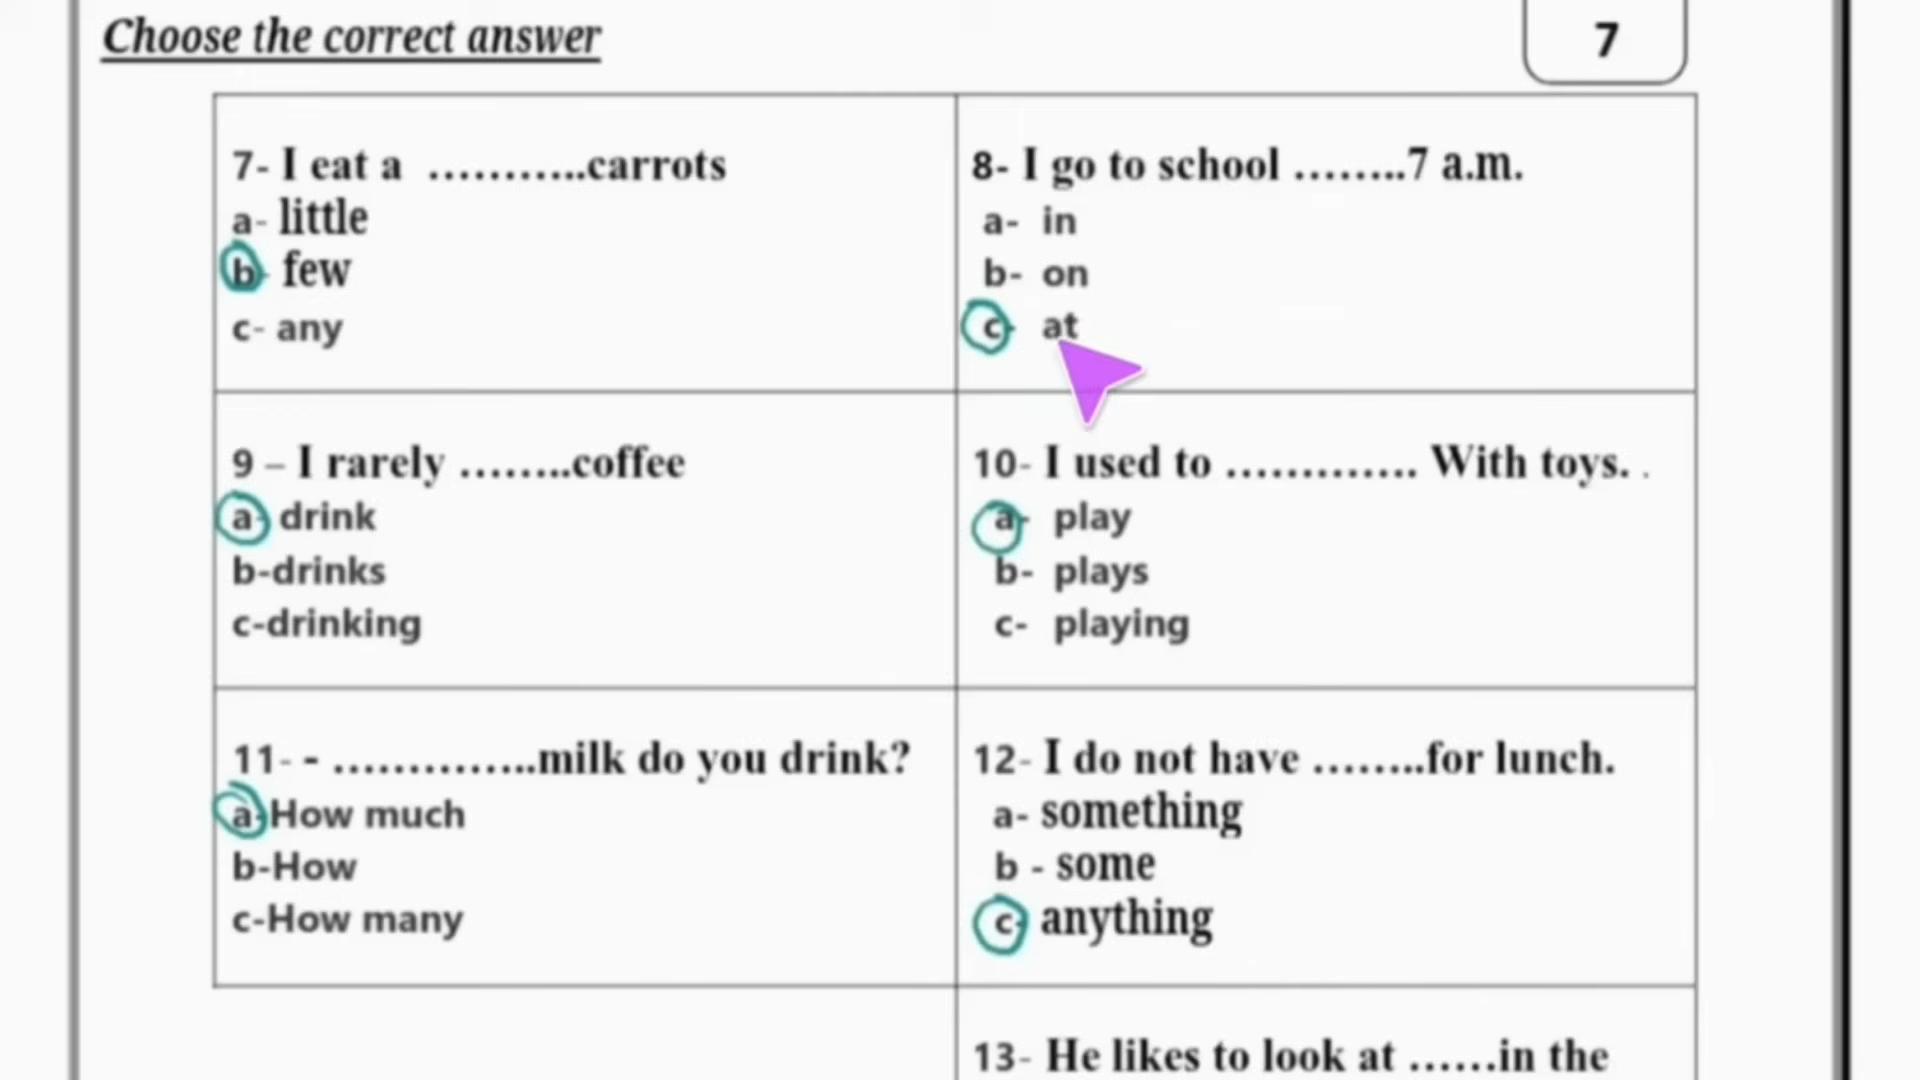 Choose the correct answer
7
7- I eat a ………..carrots
a- little
b- few
c- any
8- I go to school ……..7 a.m.
a- in
b- on
c- at
9 – I rarely ……..coffee
a- drink
b-drinks
c-drinking
10- I used to …………. With toys. .
a- play
b- plays
c- playing
11- - …………..milk do you drink?
a-How much
b-How
c-How many
12- I do not have ……..for lunch.
a- something
b - some
c- anything
13- He likes to look at ……in the